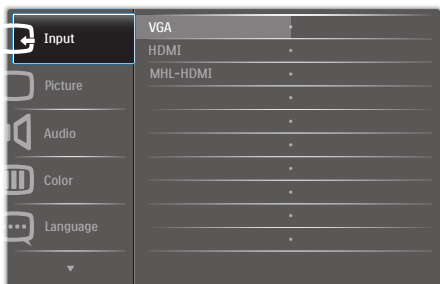 Input
VGA
HDMI
MHL-HDMI
Picture
Audio
Color
Language